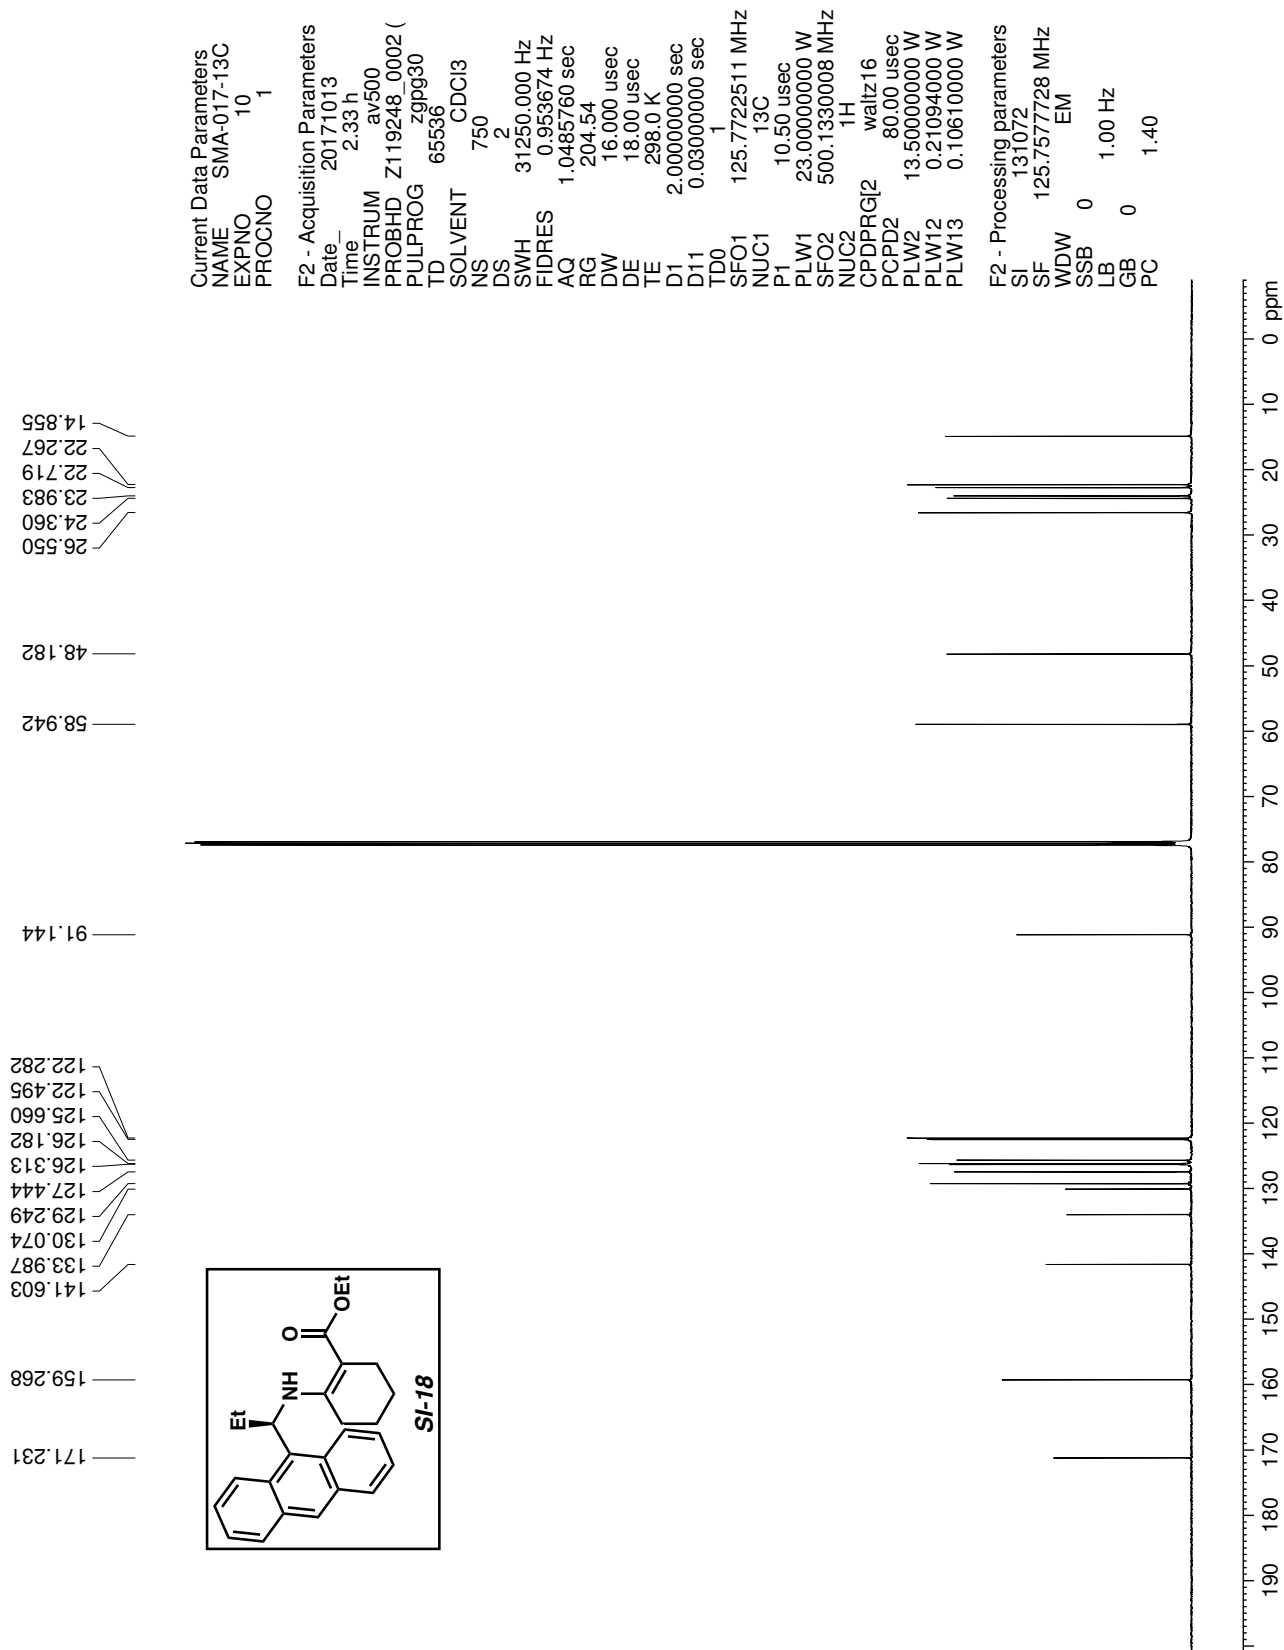 Current Data Parameters
NAME SMA-017-13C
EXPNO 10
PROCNO 1
F2 - Acquisition Parameters
Date_ 20171013
Time 2.33 h
INSTRUM av500
PROBHD Z119248_0002 (
PULPROG zgpg30
TD 65536
SOLVENT CDCl3
NS 750
DS 2
SWH 31250.000 Hz
FIDRES 0.953674 Hz
AQ 1.0485760 sec
RG 204.54
DW 16.000 usec
DE 18.00 usec
TE 298.0 K
D1 2.00000000 sec
D11 0.03000000 sec
TD0 1
SFO1 125.7722511 MHz
NUC1 13C
P1 10.50 usec
PLW1 23.00000000 W
SFO2 500.1330008 MHz
NUC2 1H
CPDPRG[2 waltz16
PCPD2 80.00 usec
PLW2 13.50000000 W
PLW12 0.21094000 W
PLW13 0.10610000 W
F2 - Processing parameters
SI 131072
SF 125.7577728 MHz
WDW EM
SSB 0
LB 1.00 Hz
GB 0
PC 1.40
171.231
159.268
141.603
133.987
130.074
129.249
127.444
126.313
126.182
125.660
122.495
122.282
91.144
58.942
48.182
26.550
24.360
23.983
22.719
22.267
14.855
Et
NH
O
OEt
SI-18
190 180 170 160 150 140 130 120 110 100 90 80 70 60 50 40 30 20 10 0 ppm